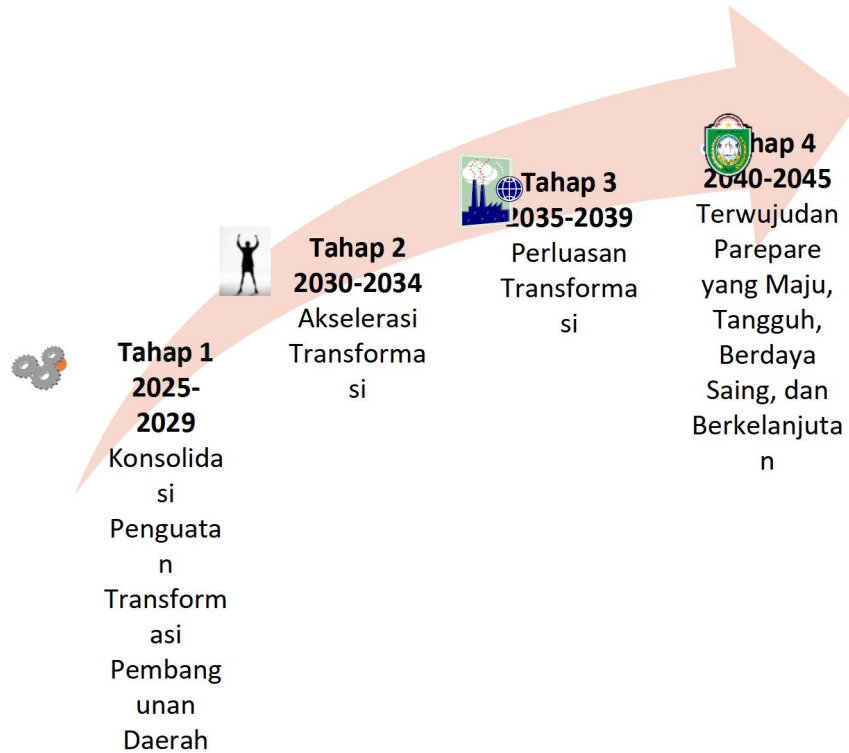 Tahap 1
2025-
2029
Konsolida
si
Penguata
n
Transform
asi
Pembang
unan
Daerah
Tahap 2
2030-2034
Akselerasi
Transforma
si
Tahap 3
2035-2039
Perluasan
Transforma
si
hap 4
2040-2045
Terwujudan
Parepare
yang Maju,
Tangguh,
Berdaya
Saing, dan
Berkelanjuta
n